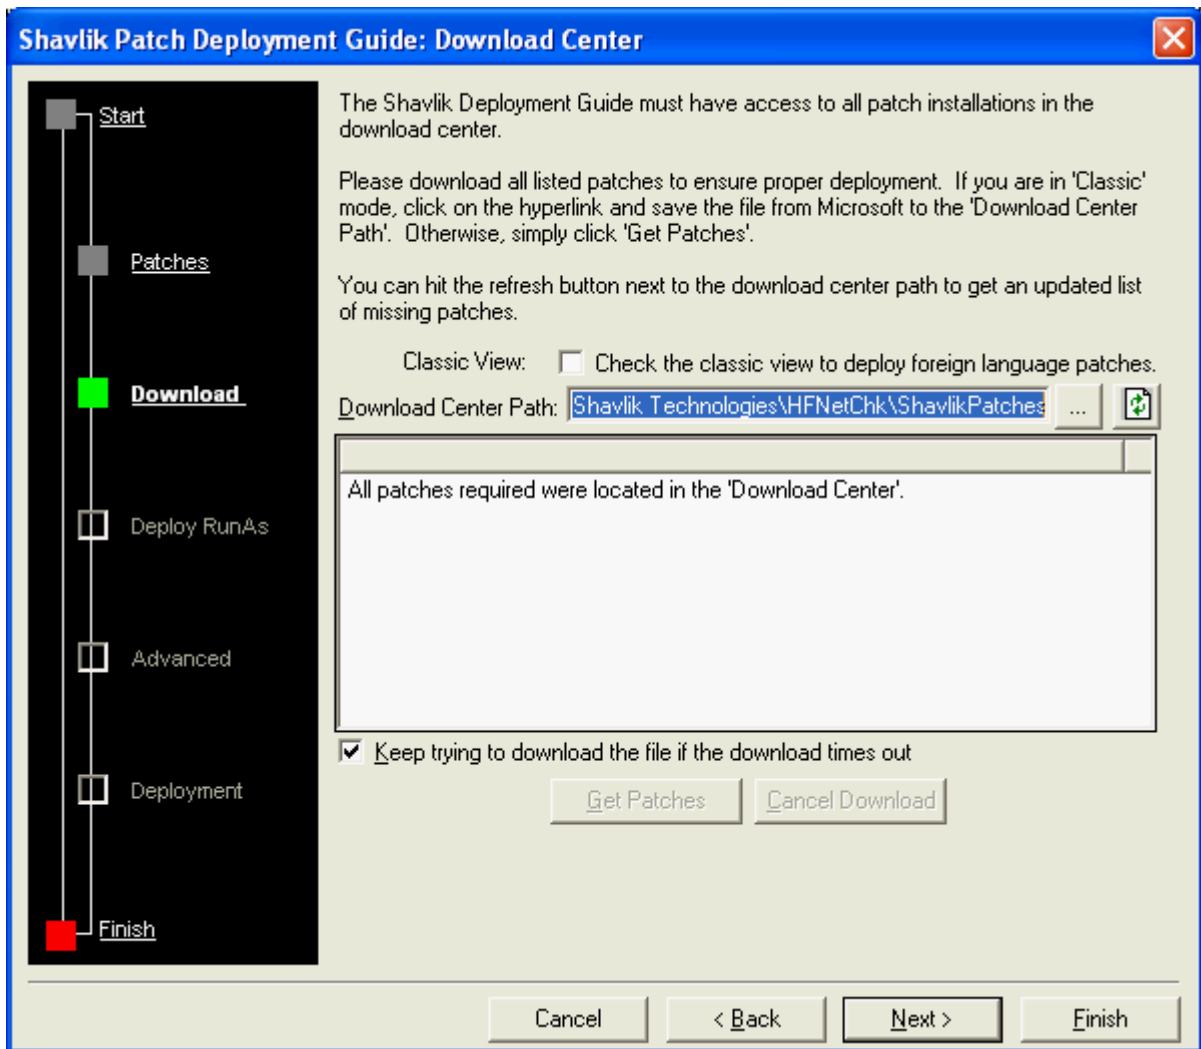 Shavlik Patch Deployment Guide: Download Center
Start
Patches
Download
Deploy RunAs
Advanced
Deployment
Finish
The Shavlik Deployment Guide must have access to all patch installations in the
download center.
Please download all listed patches to ensure proper deployment.  If you are in 'Classic'
mode, click on the hyperlink and save the file from Microsoft to the 'Download Center
Path'.  Otherwise, simply click 'Get Patches'.
You can hit the refresh button next to the download center path to get an updated list
of missing patches.
Classic View: Check the classic view to deploy foreign language patches.
Download Center Path: Shavlik Technologies\HFNetChk\ShavlikPatches ...
All patches required were located in the 'Download Center'.
Keep trying to download the file if the download times out
Get Patches Cancel Download
Cancel < Back Next > Finish